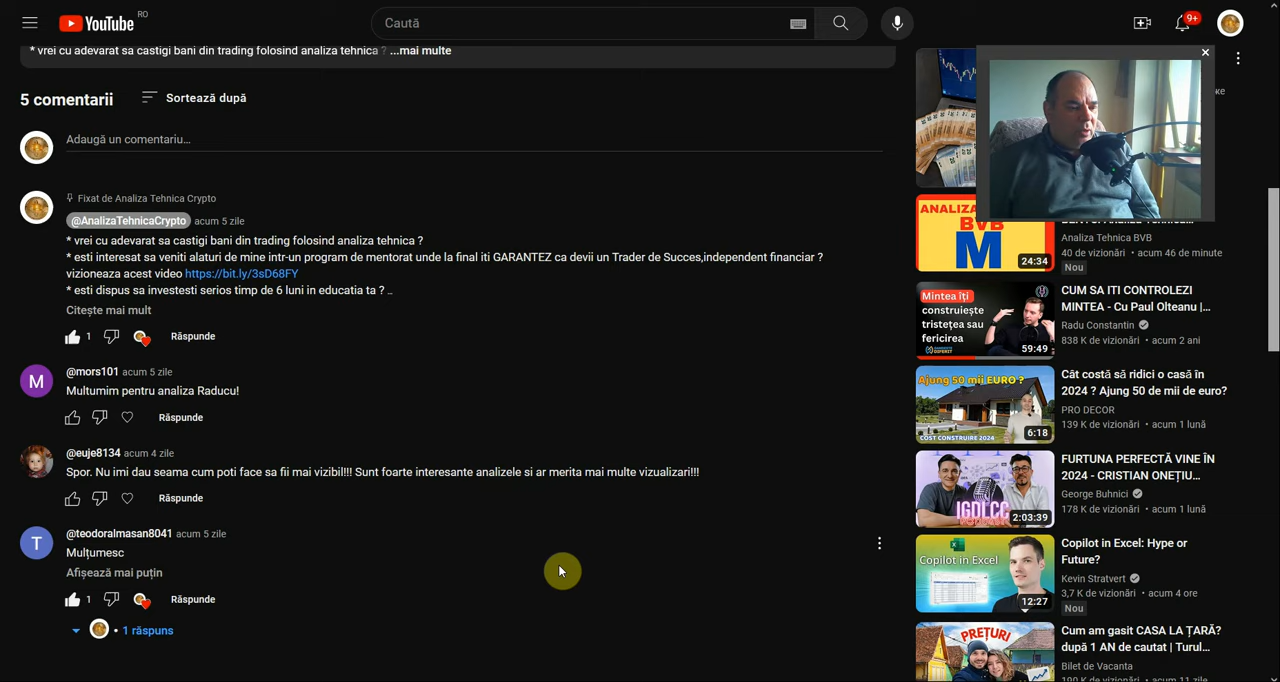 YouTube
RO
Caută
9+
* vrei cu adevarat sa castigi bani din trading folosind analiza tehnica ? ...mai multe
5 comentarii
Sortează după
Adaugă un comentariu...
Fixat de Analiza Tehnica Crypto
@AnalizaTehnicaCrypto acum 5 zile
* vrei cu adevarat sa castigi bani din trading folosind analiza tehnica ?
* esti interesat sa veniti alaturi de mine intr-un program de mentorat unde la final iti GARANTEZ ca devii un Trader de Succes,independent financiar ?
vizioneaza acest video https://bit.ly/3sD68FY
* esti dispus sa investesti serios timp de 6 luni in educatia ta ? ..
Citește mai mult
1
Răspunde
M
@mors101 acum 5 zile
Multumim pentru analiza Raducu!
Răspunde
@euje8134 acum 4 zile
Spor. Nu imi dau seama cum poti face sa fii mai vizibil!!! Sunt foarte interesante analizele si ar merita mai multe vizualizari!!!
Răspunde
T
@teodoralmasan8041 acum 5 zile
Mulțumesc
Afișează mai puțin
1
Răspunde
1 răspuns
ANALIZA
BVB
M
24:34
Analiza Tehnica BVB
40 de vizionări • acum 46 de minute
Nou
Mintea îți
construiește
tristețea sau
fericirea
59:49
CUM SA ITI CONTROLEZI
MINTEA - Cu Paul Olteanu |...
Radu Constantin
838 K de vizionări • acum 2 ani
Ajung 50 mii EURO ?
COST CONSTRUIRE 2024
6:18
Cât costă să ridici o casă în
2024 ? Ajung 50 de mii de euro?
PRO DECOR
139 K de vizionări • acum 1 lună
IGDLCC
2:03:39
FURTUNA PERFECTĂ VINE ÎN
2024 - CRISTIAN ONEȚIU...
George Buhnici
178 K de vizionări • acum 1 lună
Copilot in Excel
12:27
Copilot in Excel: Hype or
Future?
Kevin Stratvert
3,7 K de vizionări • acum 4 ore
Nou
PREȚURI
Cum am gasit CASA LA ȚARĂ?
după 1 AN de cautat | Turul...
Bilet de Vacanta